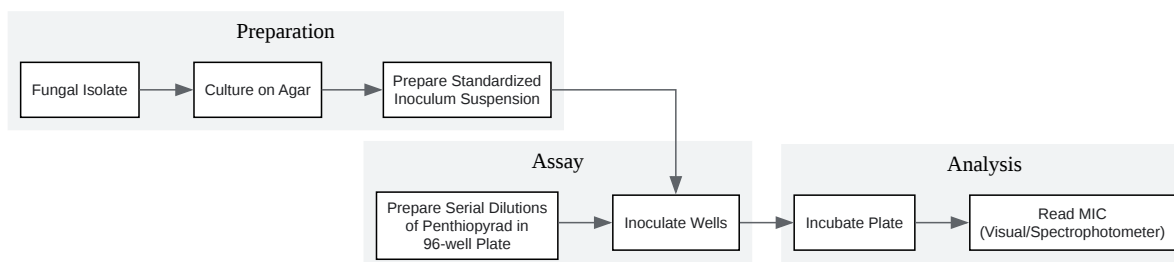 Preparation
Fungal Isolate
Culture on Agar
Prepare Standardized
Inoculum Suspension
Assay
Prepare Serial Dilutions
of Penthiopyrad in
96-well Plate
Inoculate Wells
Analysis
Incubate Plate
Read MIC
(Visual/Spectrophotometer)